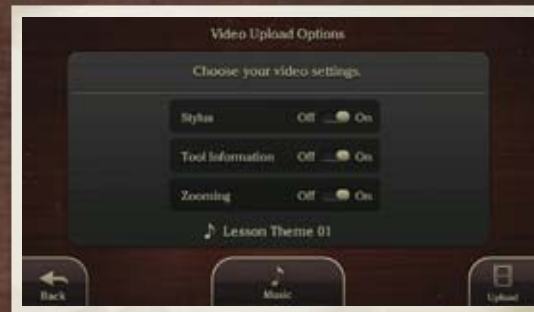 Video Upload Options
Choose your video settings.
Stylus Off On
Tool Information Off On
Zooming Off On
Lesson Theme 01
Back Music Upload